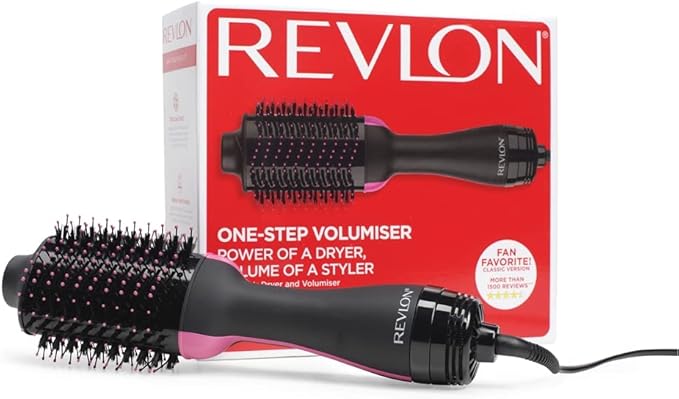 REVLON®
REVLON
ONE-STEP VOLUMISER
POWER OF A DRYER,
LUME OF A STYLER
Dryer and Volumiser
FAN
FAVORITE!
CLASSIC VERSION
MORE THAN
1500 REVIEWS
REVLON